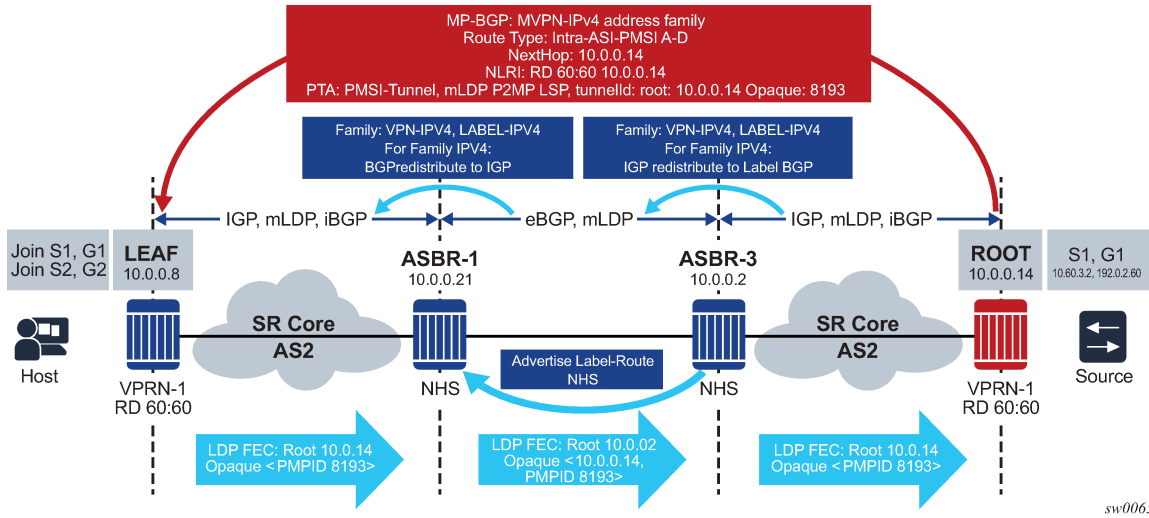 MP-BGP: MVPN-IPv4 address family
Route Type: Intra-ASI-PMSI A-D
NextHop: 10.0.0.14
NLRI: RD 60:60 10.0.0.14
PTA: PMSI-Tunnel, mLDP P2MP LSP, tunnelId: root: 10.0.0.14 Opaque: 8193
Family: VPN-IPV4, LABEL-IPV4
For Family IPV4:
BGPredistribute to IGP
Family: VPN-IPV4, LABEL-IPV4
For Family IPV4:
IGP redistribute to Label BGP
IGP, mLDP, iBGP
eBGP, mLDP
IGP, mLDP, iBGP
Join S1, G1
Join S2, G2
LEAF
10.0.0.8
ASBR-1
10.0.0.21
ASBR-3
10.0.0.2
ROOT
10.0.0.14
S1, G1
10.60.3.2, 192.0.2.60
SR Core
AS2
SR Core
AS2
Host
VPRN-1
RD 60:60
NHS
Advertise Label-Route
NHS
NHS
VPRN-1
RD 60:60
Source
LDP FEC: Root 10.0.14
Opaque <PMPID 8193>
LDP FEC: Root 10.0.02
Opaque <10.0.0.14,
PMPID 8193>
LDP FEC: Root 10.0.14
Opaque <PMPID 8193>